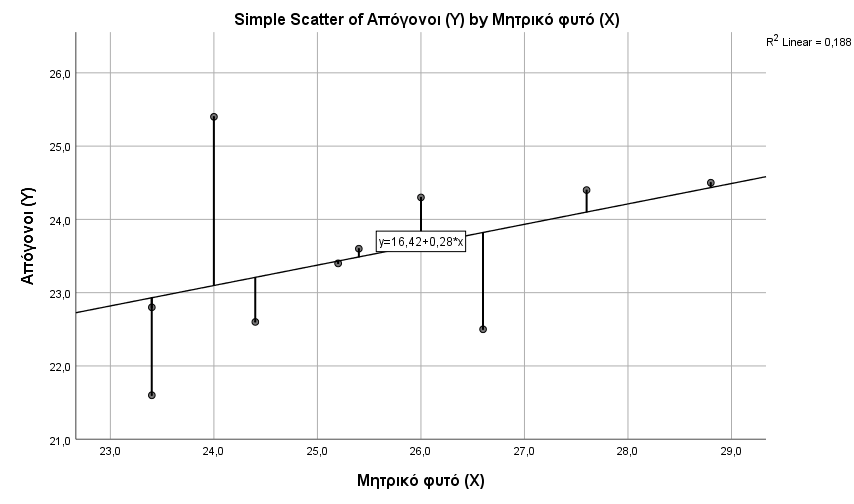 Simple Scatter of Απόγονοι (Y) by Μητρικό φυτό (X)
R² Linear = 0,188
26,0
25,0
24,0
23,0
22,0
21,0
Απόγονοι (Y)
y=16,42+0,28*x
23,0 24,0 25,0 26,0 27,0 28,0 29,0
Μητρικό φυτό (X)